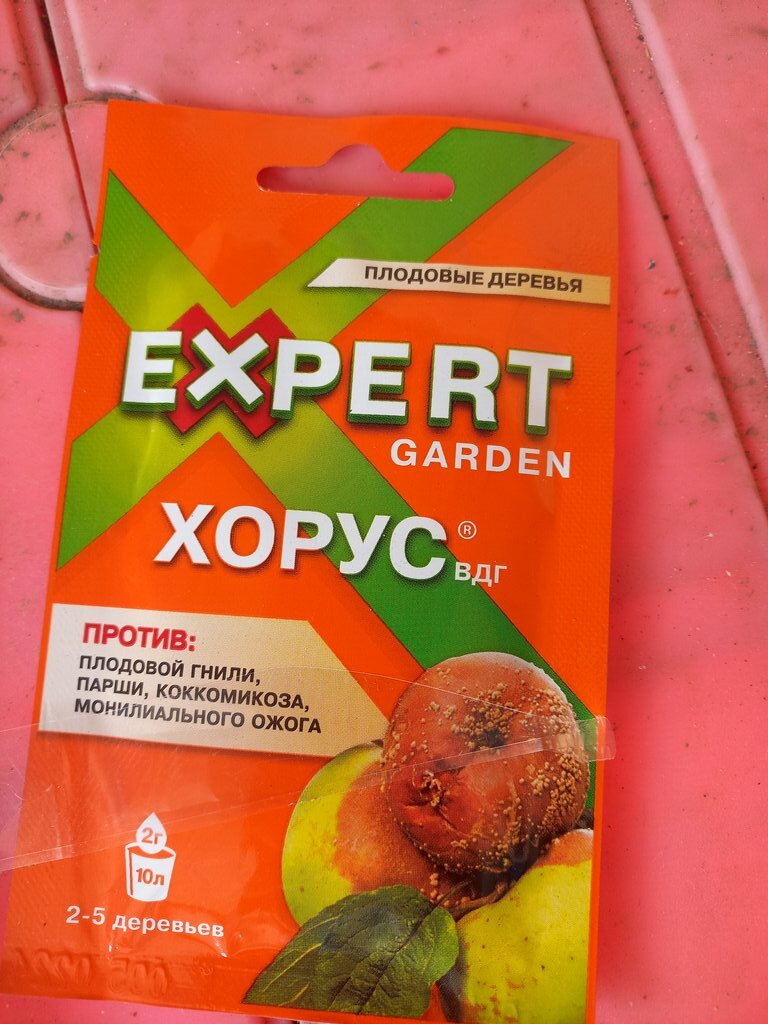 ПЛОДОВЫЕ ДЕРЕВЬЯ
EXPERT
GARDEN
ХОРУС®
ВДГ
ПРОТИВ:
ПЛОДОВОЙ ГНИЛИ,
ПАРШИ, КОККОМИКОЗА,
МОНИЛИАЛЬНОГО ОЖОГА
2г
10л
2-5 деревьев